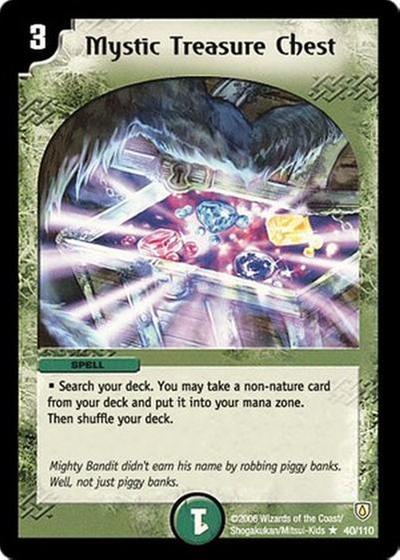 3 Mystic Treasure Chest
SPELL
▪ Search your deck. You may take a non-nature card
from your deck and put it into your mana zone.
Then shuffle your deck.
Mighty Bandit didn't earn his name by robbing piggy banks.
Well, not just piggy banks.
1
©2006 Wizards of the Coast/
Shogakukan/Mitsui-Kids ★ 40/110